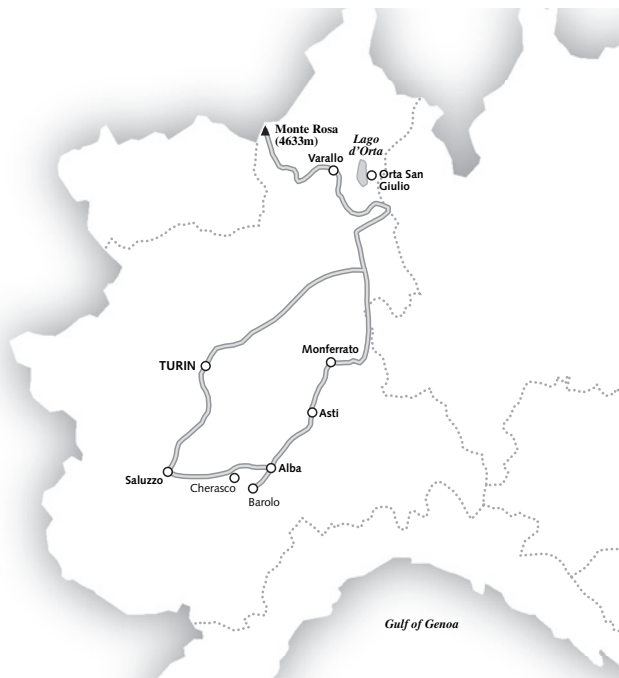 Monte Rosa
(4633m)
Lago
d'Orta
Varallo
Orta San
Giulio
Monferrato
TURIN
Asti
Alba
Saluzzo
Cherasco
Barolo
Gulf of Genoa